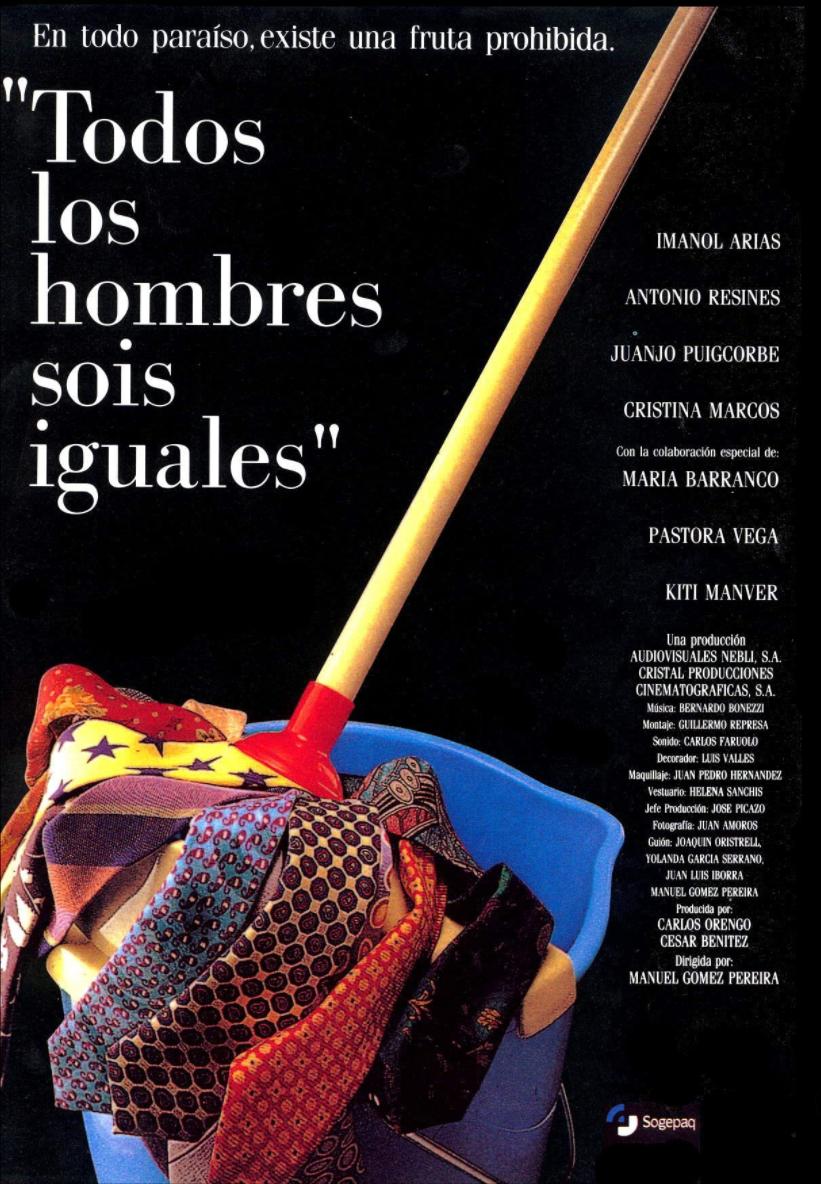 En todo paraíso, existe una fruta prohibida.
"Todos
los
hombres
sois
iguales"
IMANOL ARIAS
ANTONIO RESINES
JUANJO PUIGCORBE
CRISTINA MARCOS
Con la colaboración especial de:
MARIA BARRANCO
PASTORA VEGA
KITI MANVER
Una producción
AUDIOVISUALES NEBLI, S.A.
CRISTAL PRODUCCIONES
CINEMATOGRAFICAS, S.A.
Música: BERNARDO BONEZZI
Montaje: GUILLERMO REPRESA
Sonido: CARLOS FARUOLO
Decorador: LUIS VALLES
Maquillaje: JUAN PEDRO HERNANDEZ
Vestuario: HELENA SANCHIS
Jefe Producción: JOSE PICAZO
Fotografía: JUAN AMOROS
Guión: JOAQUIN ORISTRELL,
YOLANDA GARCIA SERRANO,
JUAN LUIS IBORRA
MANUEL GOMEZ PEREIRA
Producida por:
CARLOS ORENGO
CESAR BENITEZ
Dirigida por:
MANUEL GOMEZ PEREIRA
Sogepaq